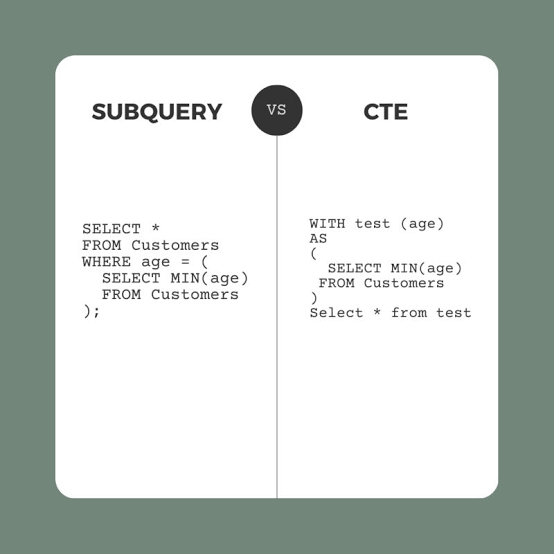 SUBQUERY
VS
CTE
SELECT *
FROM Customers
WHERE age = (
  SELECT MIN(age)
  FROM Customers
);
WITH test (age)
AS
(
  SELECT MIN(age)
 FROM Customers
)
Select * from test